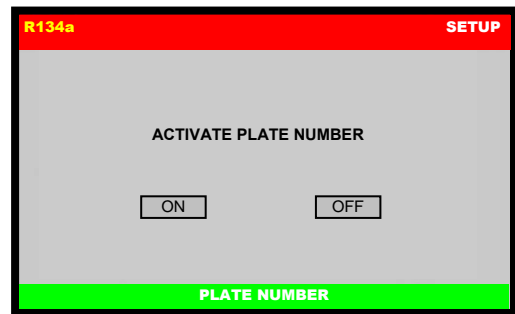 R134a SETUP
ACTIVATE PLATE NUMBER
ON OFF
PLATE NUMBER